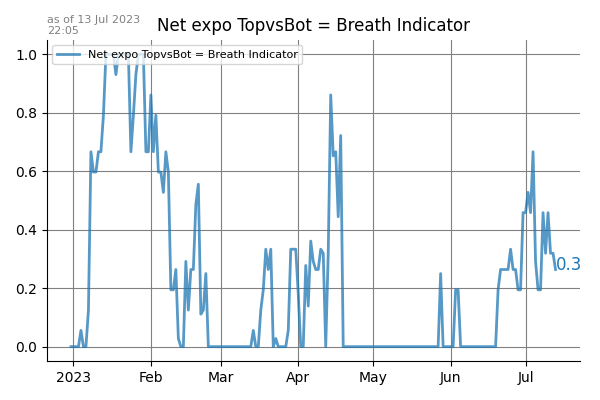 as of 13 Jul 2023
22:05
Net expo TopvsBot = Breath Indicator
Net expo TopvsBot = Breath Indicator
1.0
0.8
0.6
0.4
0.2
0.0
0.3
2023 Feb Mar Apr May Jun Jul